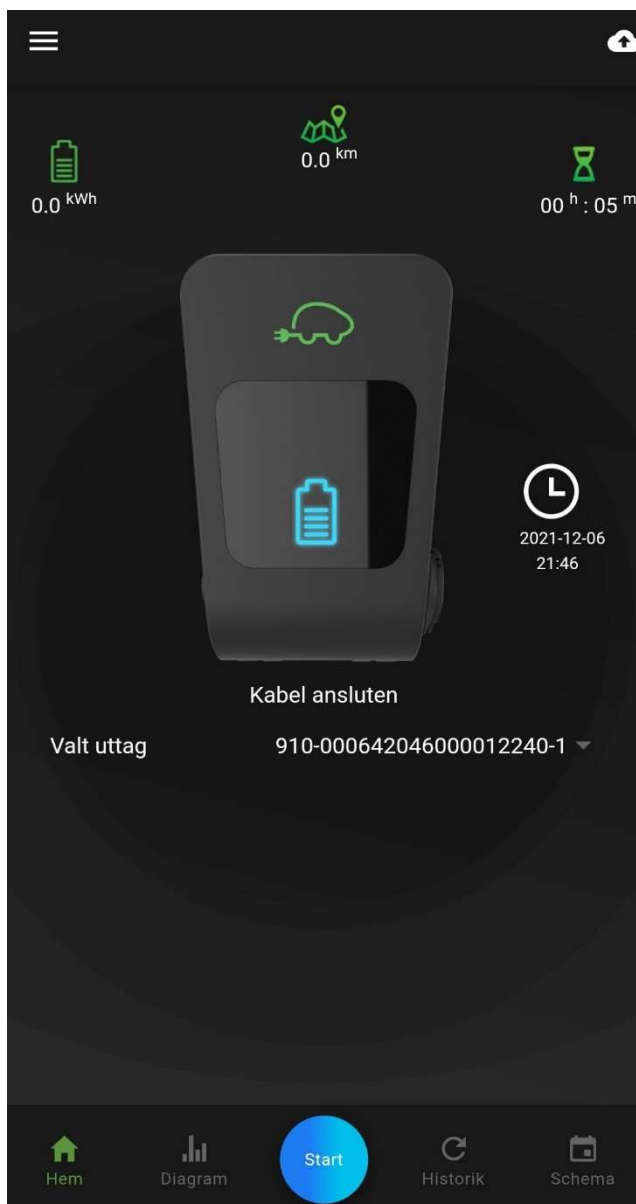 0.0 km
0.0 kWh
00 h : 05 m
2021-12-06
21:46
Kabel ansluten
Valt uttag 910-000642046000012240-1
Hem Diagram Start Historik Schema